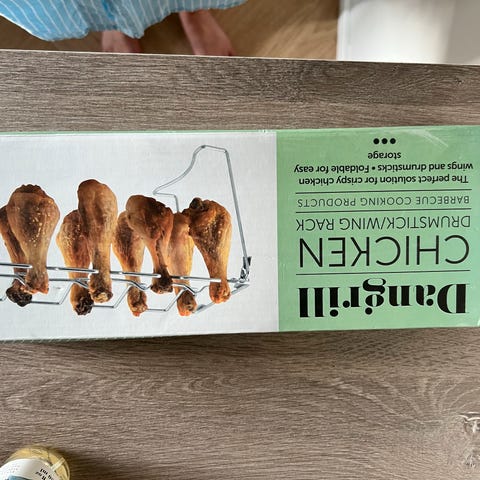 Dangrill
CHICKEN
DRUMSTICK/WING RACK
BARBECUE COOKING PRODUCTS
The perfect solution for crispy chicken
wings and drumsticks • Foldable for easy
storage